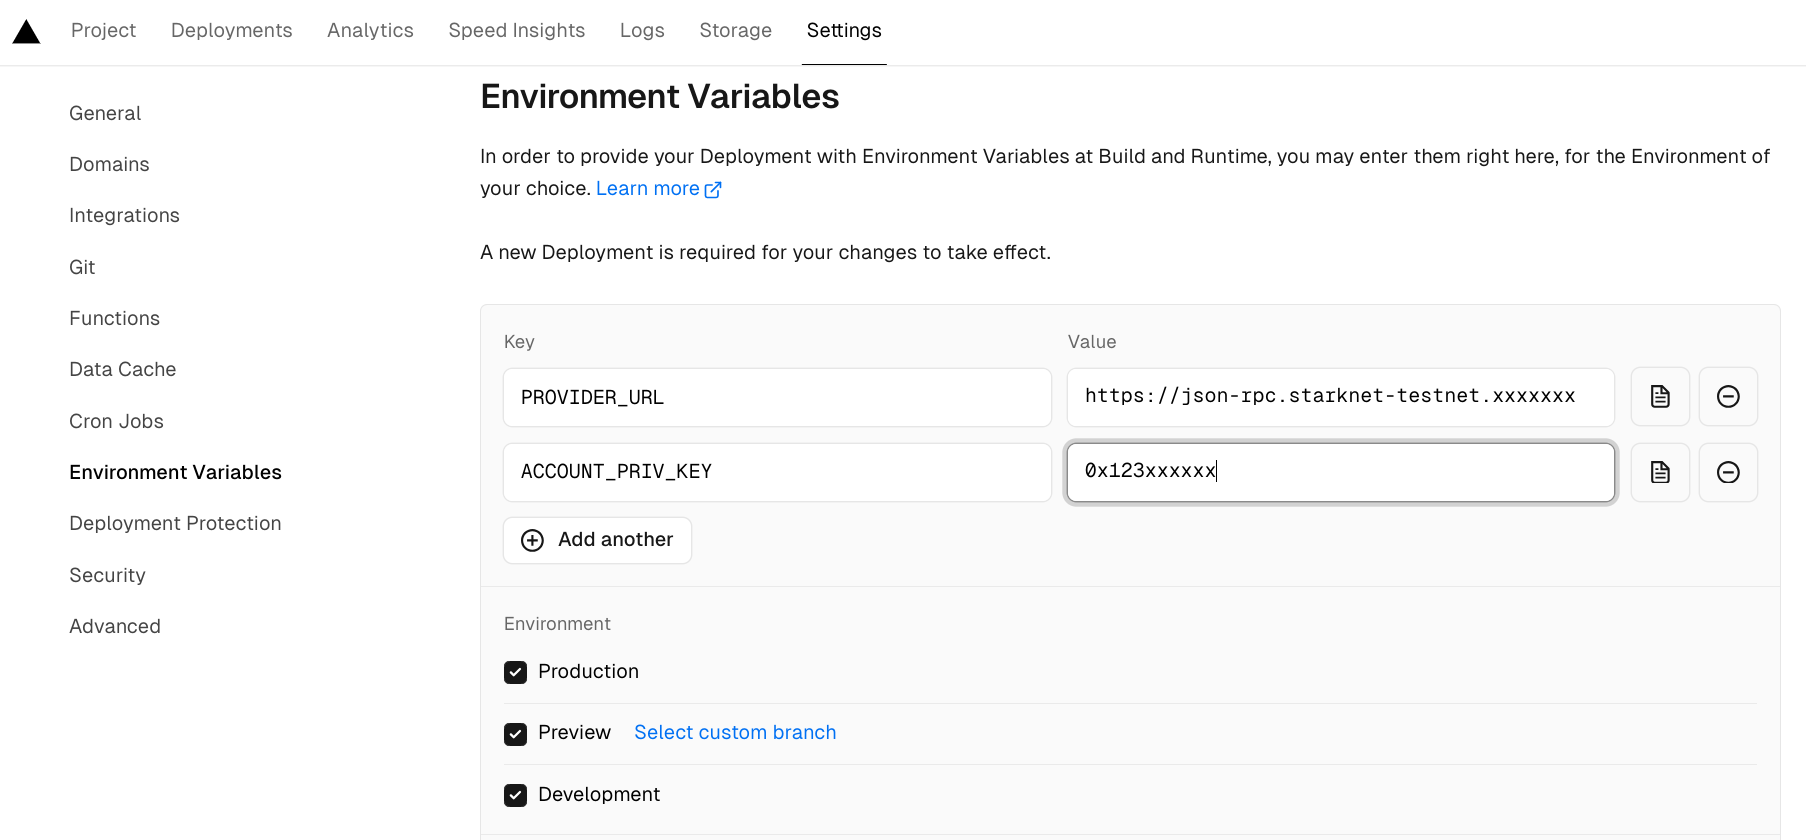 Project Deployments Analytics Speed Insights Logs Storage Settings
General
Domains
Integrations
Git
Functions
Data Cache
Cron Jobs
Environment Variables
Deployment Protection
Security
Advanced
Environment Variables
In order to provide your Deployment with Environment Variables at Build and Runtime, you may enter them right here, for the Environment of
your choice. Learn more
A new Deployment is required for your changes to take effect.
Key Value
PROVIDER_URL https://json-rpc.starknet-testnet.xxxxxxx
ACCOUNT_PRIV_KEY 0x123xxxxxx
Add another
Environment
Production
Preview Select custom branch
Development